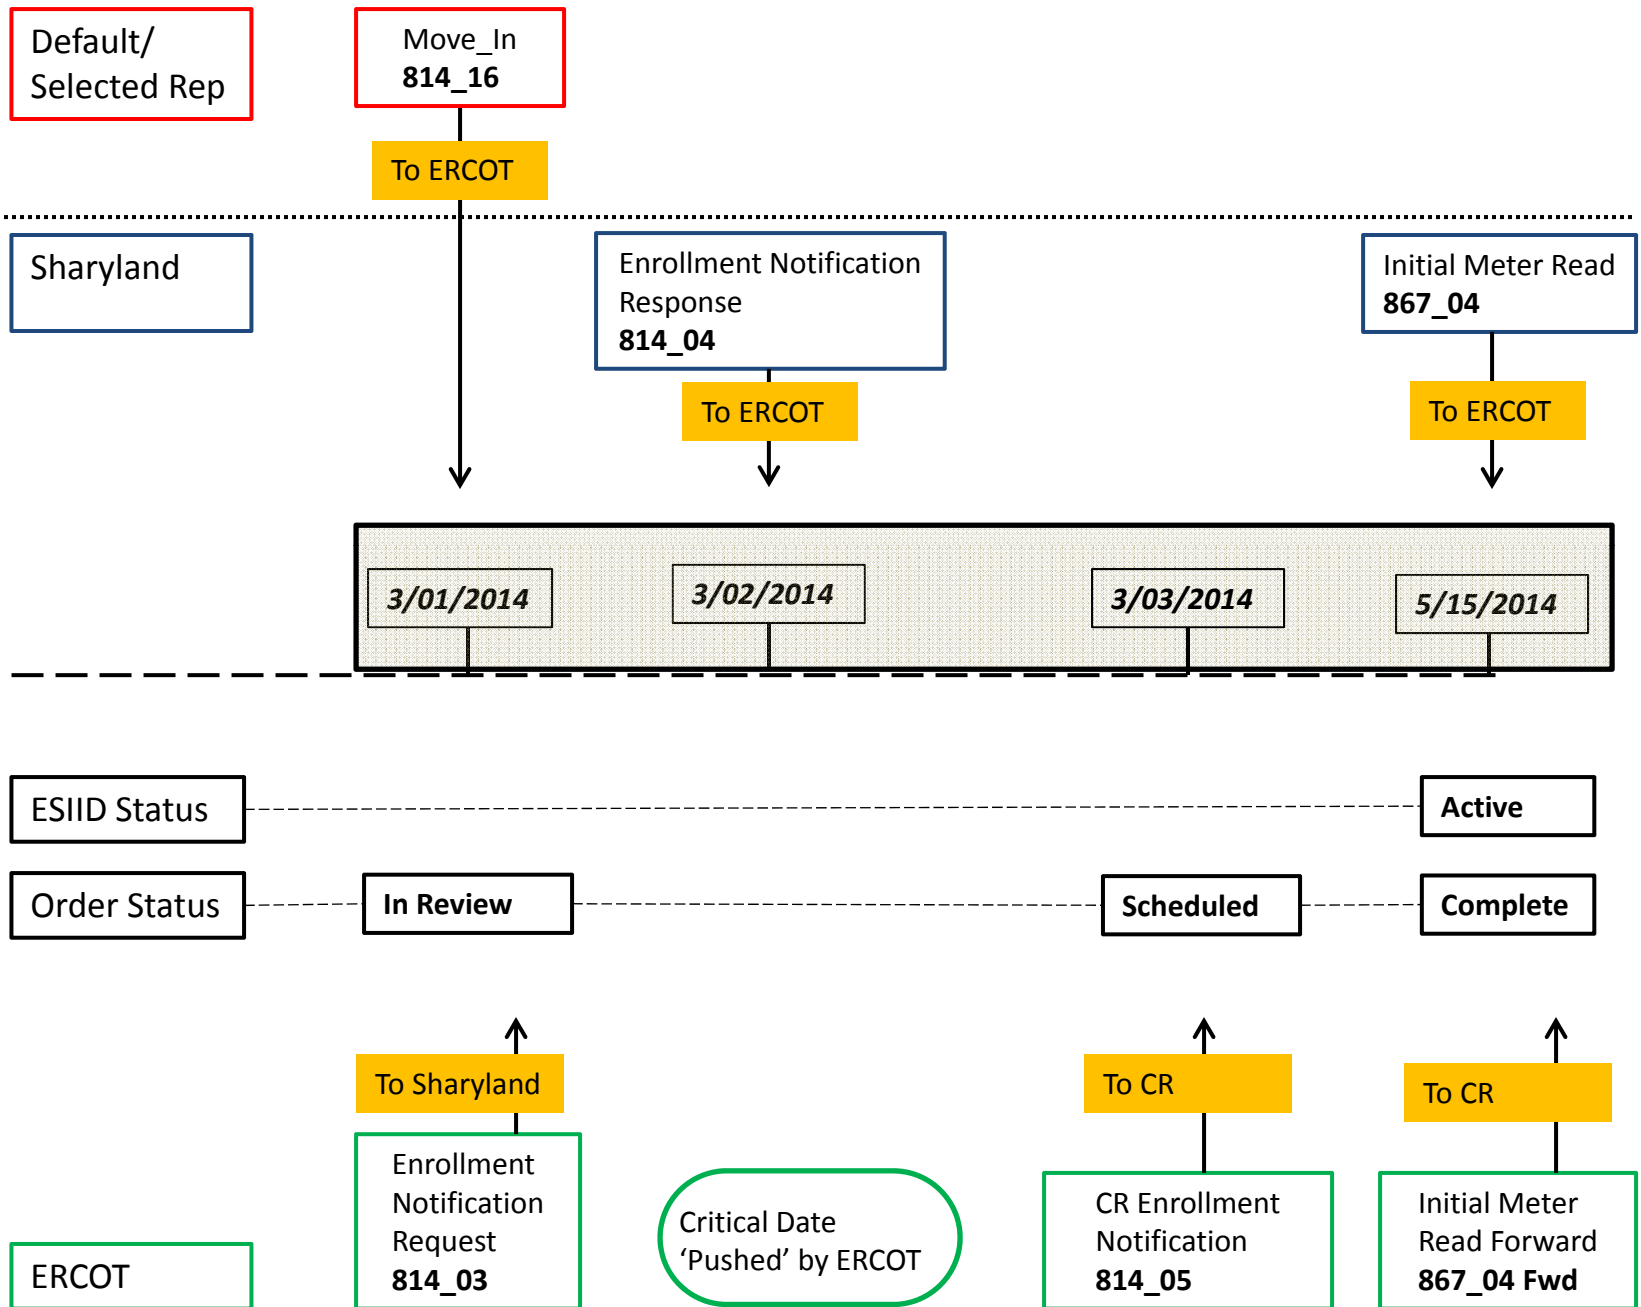 Default/
Selected Rep
Move_In
814_16
To ERCOT
Sharyland
Enrollment Notification
Response
814_04
To ERCOT
Initial Meter Read
867_04
To ERCOT
3/01/2014
3/02/2014
3/03/2014
5/15/2014
ESIID Status
Active
Order Status
In Review
Scheduled
Complete
To Sharyland
To CR
To CR
Enrollment
Notification
Request
814_03
Critical Date
‘Pushed’ by ERCOT
CR Enrollment
Notification
814_05
Initial Meter
Read Forward
867_04 Fwd
ERCOT